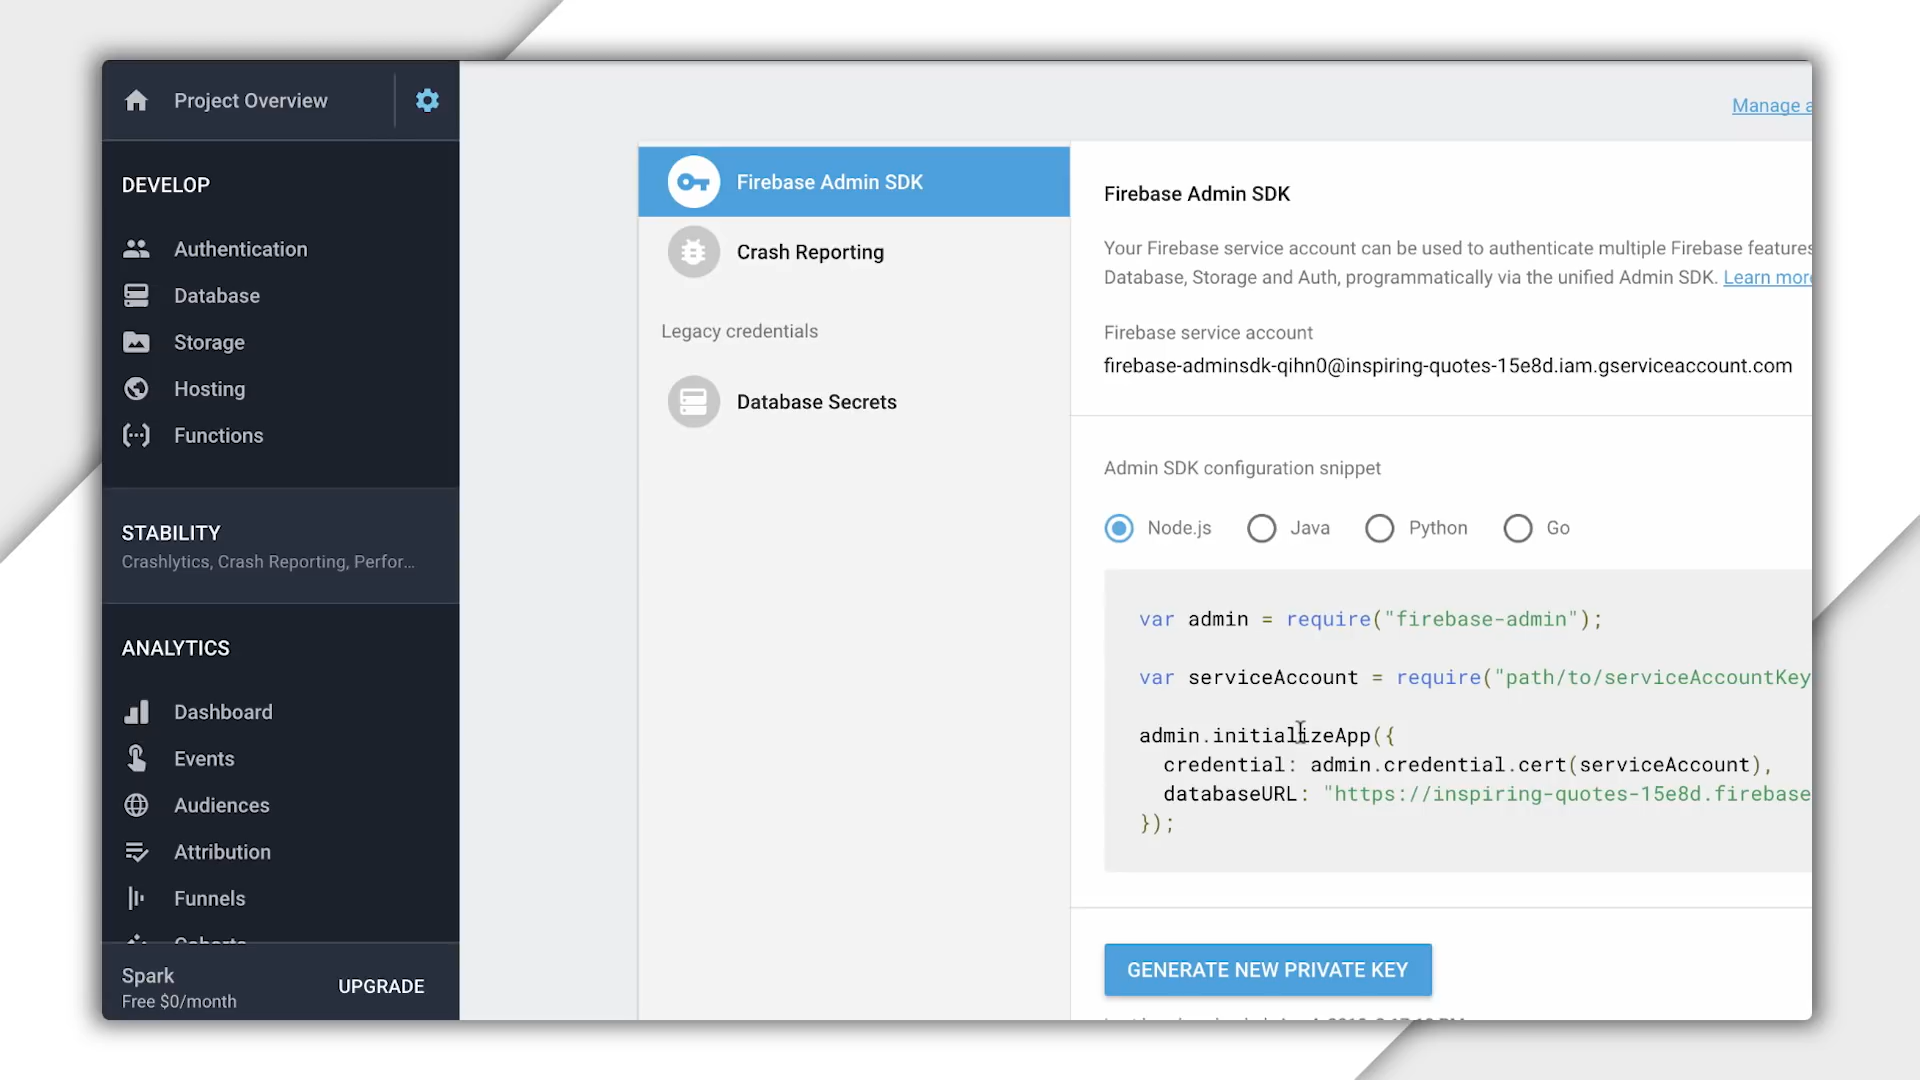 Project Overview
DEVELOP
Authentication
Database
Storage
Hosting
Functions
STABILITY
Crashlytics, Crash Reporting, Perfor...
ANALYTICS
Dashboard
Events
Audiences
Attribution
Funnels
Cohorts
Spark
Free $0/month
UPGRADE
Firebase Admin SDK
Crash Reporting
Legacy credentials
Database Secrets
Manage a
Firebase Admin SDK
Your Firebase service account can be used to authenticate multiple Firebase features
Database, Storage and Auth, programmatically via the unified Admin SDK. Learn more
Firebase service account
firebase-adminsdk-qihn0@inspiring-quotes-15e8d.iam.gserviceaccount.com
Admin SDK configuration snippet
Node.js Java Python Go
var admin = require("firebase-admin");
var serviceAccount = require("path/to/serviceAccountKey
admin.initializeApp({
credential: admin.credential.cert(serviceAccount),
databaseURL: "https://inspiring-quotes-15e8d.firebase
});
GENERATE NEW PRIVATE KEY